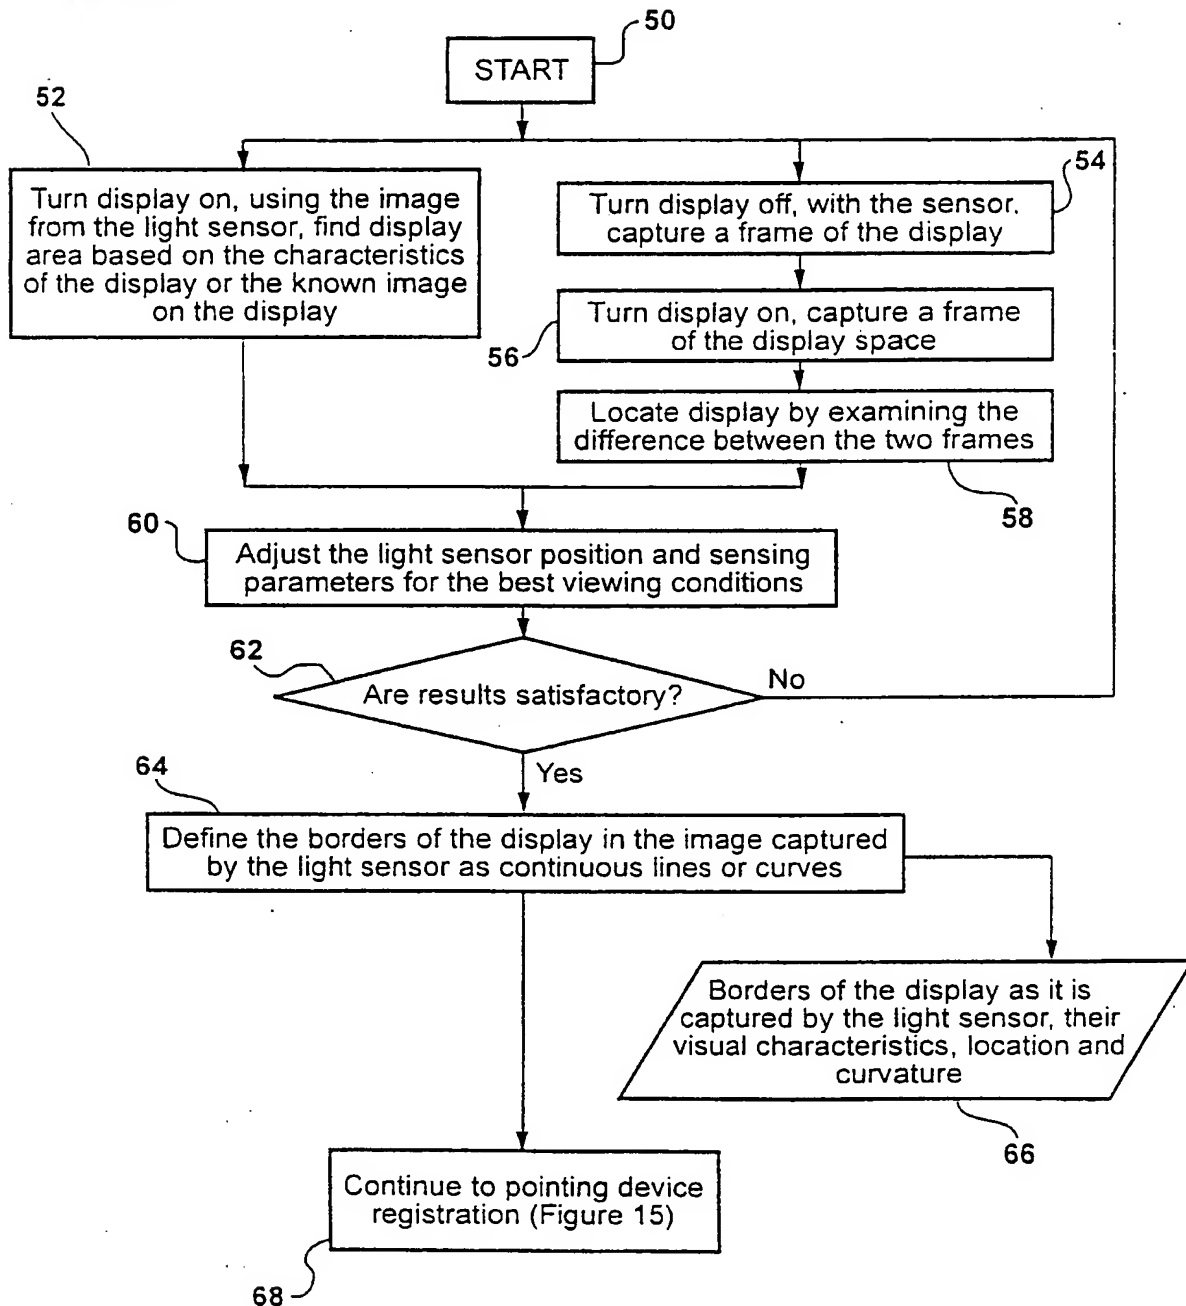 50
START
52
Turn display on, using the image
from the light sensor, find display
area based on the characteristics
of the display or the known image
on the display
54
Turn display off, with the sensor.
capture a frame of the display
56
Turn display on, capture a frame
of the display space
Locate display by examining the
difference between the two frames
58
60
Adjust the light sensor position and sensing
parameters for the best viewing conditions
62
Are results satisfactory?
No
Yes
64
Define the borders of the display in the image captured
by the light sensor as continuous lines or curves
Borders of the display as it is
captured by the light sensor, their
visual characteristics, location and
curvature
66
Continue to pointing device
registration (Figure 15)
68